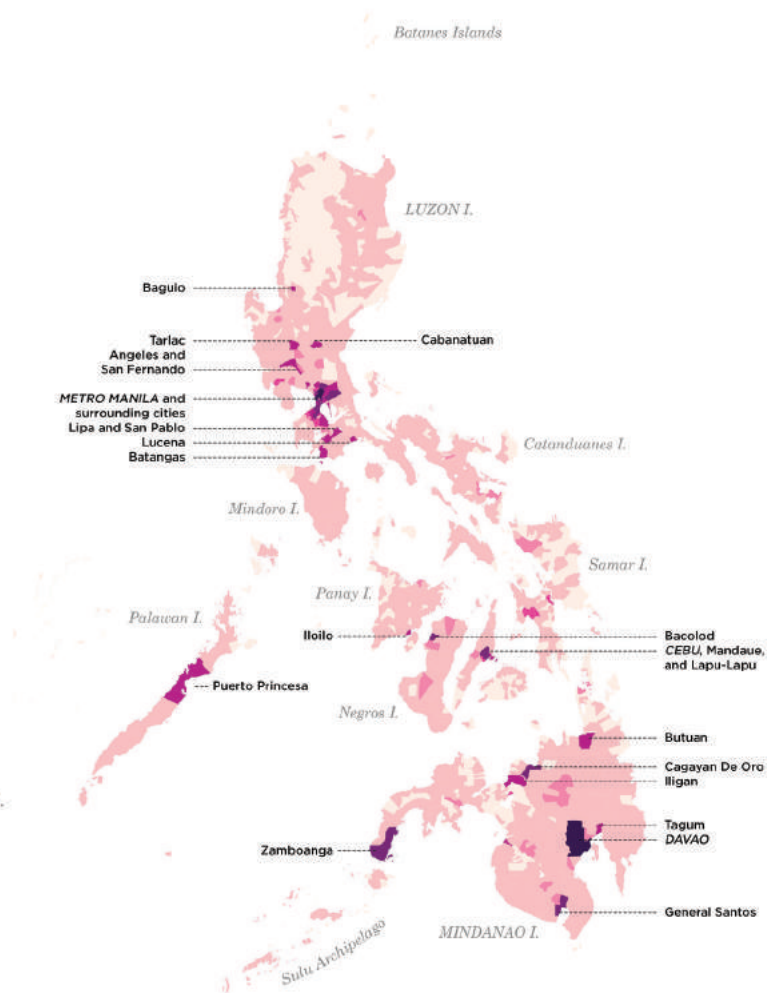 Batanes Islands
LUZON I.
Baguio
Tarlac
Cabanatuan
Angeles and
San Fernando
METRO MANILA and
surrounding cities
Lipa and San Pablo
Lucena
Batangas
Catanduanes I.
Mindoro I.
Samar I.
Panay I.
Palawan I.
Iloilo
Bacolod
CEBU, Mandaue,
and Lapu-Lapu
Puerto Princesa
Negros I.
Butuan
Cagayan De Oro
Iligan
Tagum
DAVAO
Zamboanga
General Santos
MINDANAO I.
Sulu Archipelago